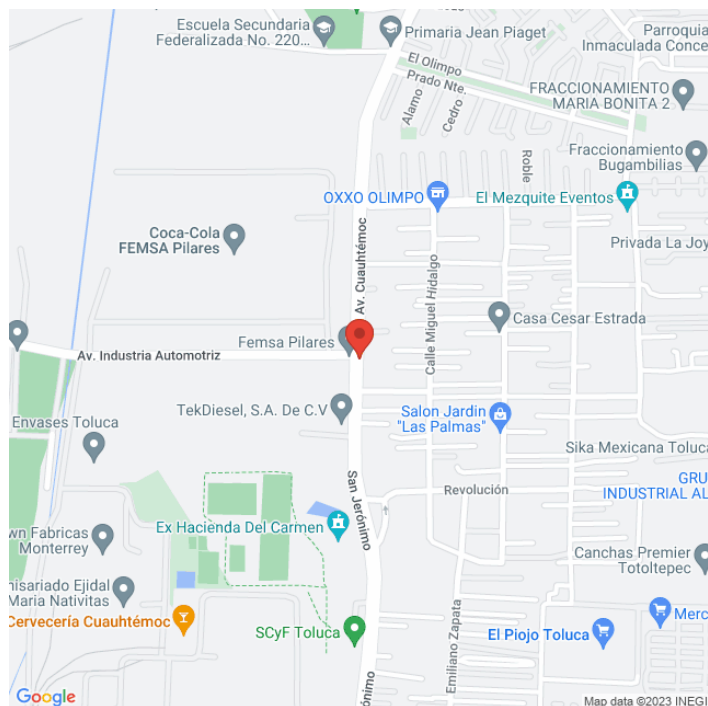 Escuela Secundaria
Federalizada No. 220...
Primaria Jean Piaget
Parroquia
Inmaculada Conce
El Olimpo
Prado Nte.
Alamo
Cedro
FRACCIONAMIENTO
MARIA BONITA 2
Roble
Fraccionamiento
Bugambilias
OXXO OLIMPO
El Mezquite Eventos
Coca-Cola
FEMSA Pilares
Av. Cuauhtémoc
Calle Miguel Hidalgo
Privada La Joy
Casa Cesar Estrada
Femsa Pilares
Av. Industria Automotriz
TekDiesel, S.A. De C.V
Salon Jardin
"Las Palmas"
Envases Toluca
Sika Mexicana Toluca
San Jerónimo
Revolución
GRU
INDUSTRIAL AL
Ex Hacienda Del Carmen
wn Fabricas
Monterrey
Canchas Premier
Totoltepec
misariado Ejidal
Maria Nativitas
Cervecería Cuauhtémoc
SCyF Toluca
Emiliano Zapata
El Piojo Toluca
Merc
ónimo
Google
Map data ©2023 INEGI